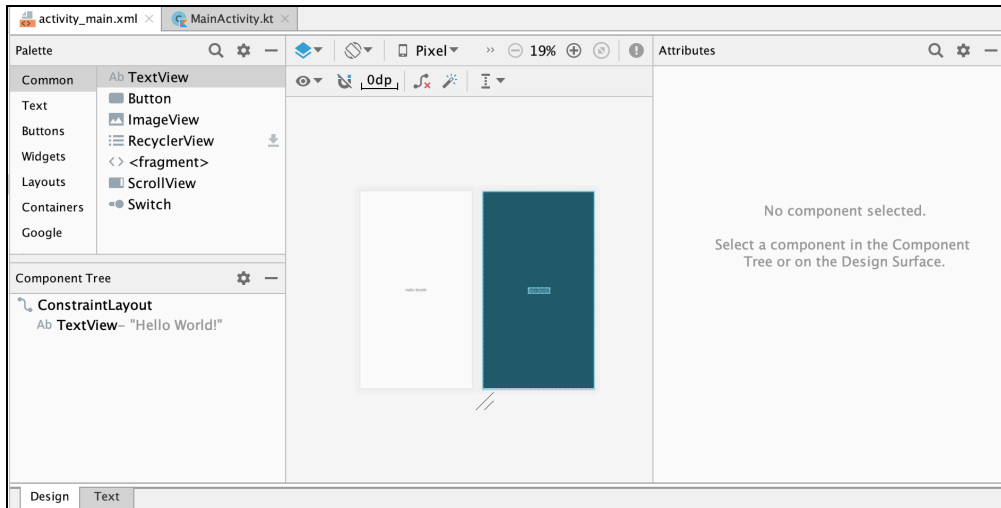 activity_main.xml
MainActivity.kt
Palette
Pixel
19%
Attributes
Common
Text
Buttons
Widgets
Layouts
Containers
Google
Ab TextView
Button
ImageView
RecyclerView
<fragment>
ScrollView
Switch
0dp
Hello World!
No component selected.
Select a component in the Component
Tree or on the Design Surface.
Component Tree
ConstraintLayout
Ab TextView– "Hello World!"
Design
Text